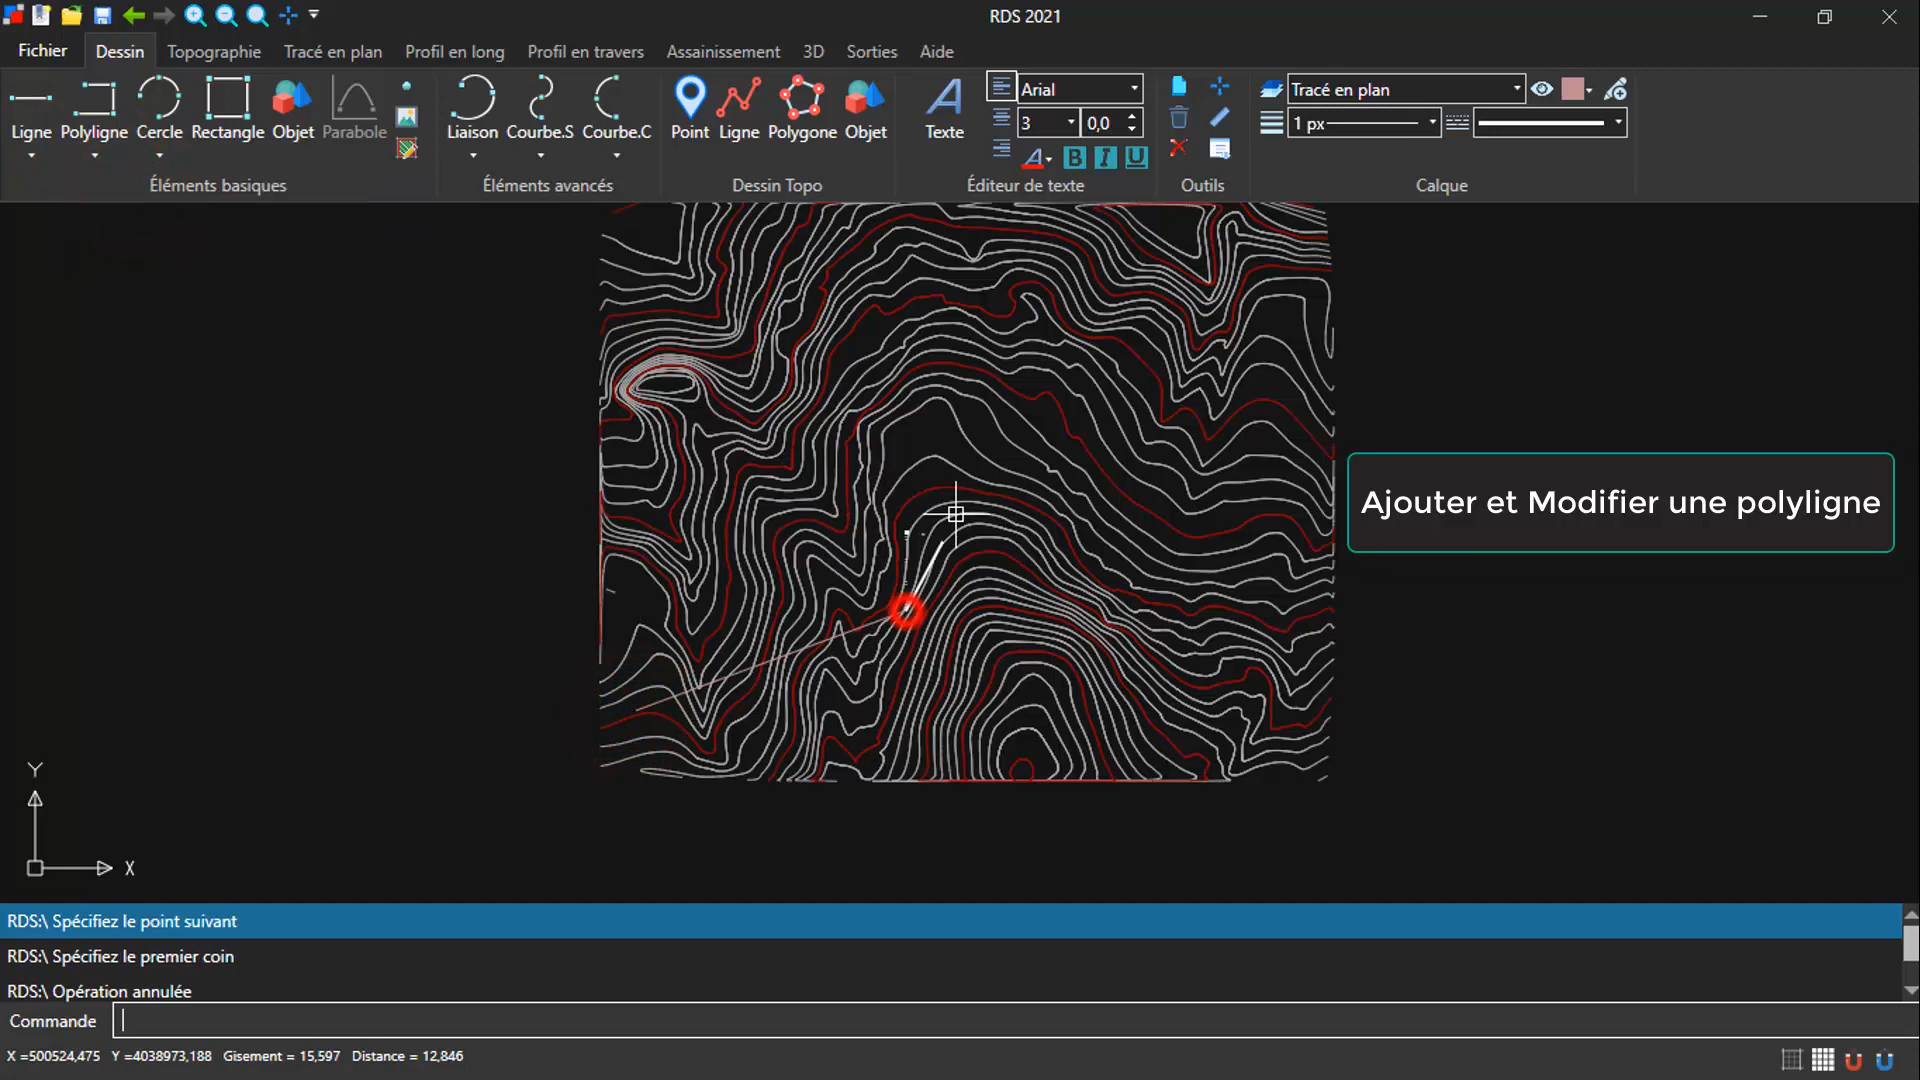 RDS 2021
Fichier Dessin Topographie Tracé en plan Profil en long Profil en travers Assainissement 3D Sorties Aide
Ligne Polyligne Cercle Rectangle Objet Parabole Liaison Courbe.S Courbe.C Point Ligne Polygone Objet Texte
Arial
3 0,0
A B I U
Tracé en plan
1 px
Éléments basiques Éléments avancés Dessin Topo Éditeur de texte Outils Calque
Ajouter et Modifier une polyligne
Y
X
RDS:\ Spécifiez le point suivant
RDS:\ Spécifiez le premier coin
RDS:\ Opération annulée
Commande
X =500524,475 Y =4038973,188 Gisement = 15,597 Distance = 12,846